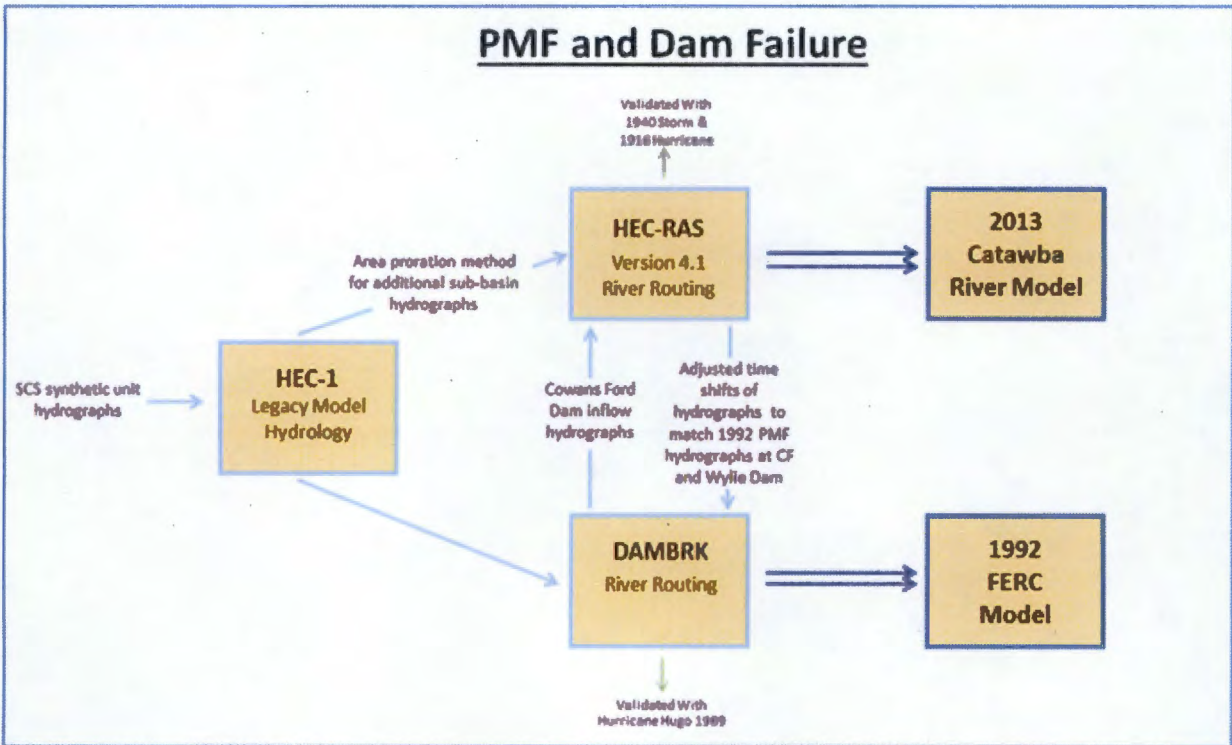 PMF and Dam Failure
Validated With
1940 Storm &
1916 Hurricane
HEC-RAS
Version 4.1
River Routing
2013
Catawba
River Model
Area proration method
for additional sub-basin
hydrographs
SCS synthetic unit
hydrographs
HEC-1
Legacy Model
Hydrology
Cowans Ford
Dam inflow
hydrographs
Adjusted time
shifts of
hydrographs to
match 1992 PMF
hydrographs at CF
and Wylie Dam
DAMBRK
River Routing
1992
FERC
Model
Validated With
Hurricane Hugo 1989